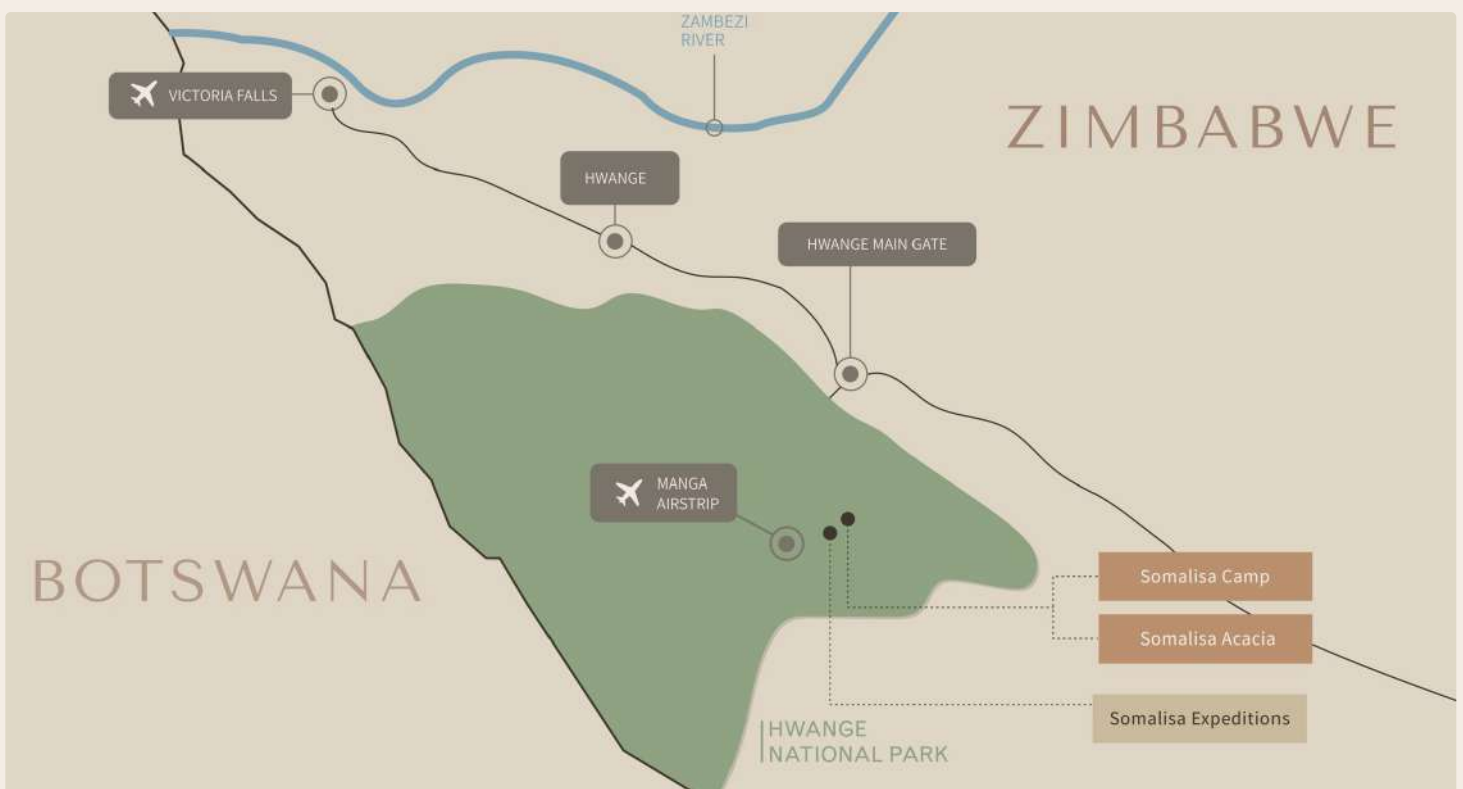 ZAMBEZI
RIVER
VICTORIA FALLS
ZIMBABWE
HWANGE
HWANGE MAIN GATE
MANGA
AIRSTRIP
BOTSWANA
Somalisa Camp
Somalisa Acacia
Somalisa Expeditions
HWANGE
NATIONAL PARK